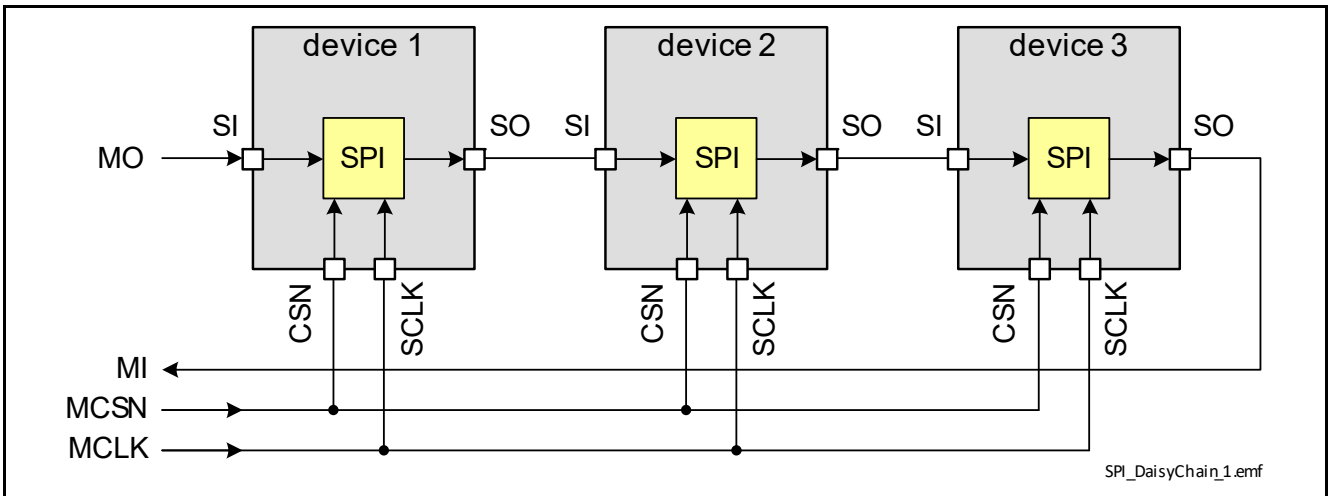 device 1 device 2 device 3
SI SO SI SO SI SO
MO SPI SPI SPI
CSN SCLK CSN SCLK CSN SCLK
MI
MCSN
MCLK
SPI_DaisyChain_1.emf